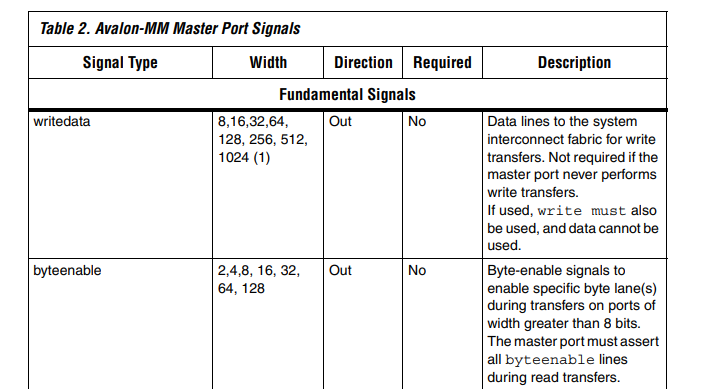 Table 2. Avalon-MM Master Port Signals
Signal Type Width Direction Required Description
Fundamental Signals
writedata 8,16,32,64, Out No Data lines to the system
128, 256, 512, interconnect fabric for write
1024 (1) transfers. Not required if the
master port never performs
write transfers.
If used, write must also
be used, and data cannot be
used.
byteenable 2,4,8, 16, 32, Out No Byte-enable signals to
64, 128 enable specific byte lane(s)
during transfers on ports of
width greater than 8 bits.
The master port must assert
all byteenable lines
during read transfers.